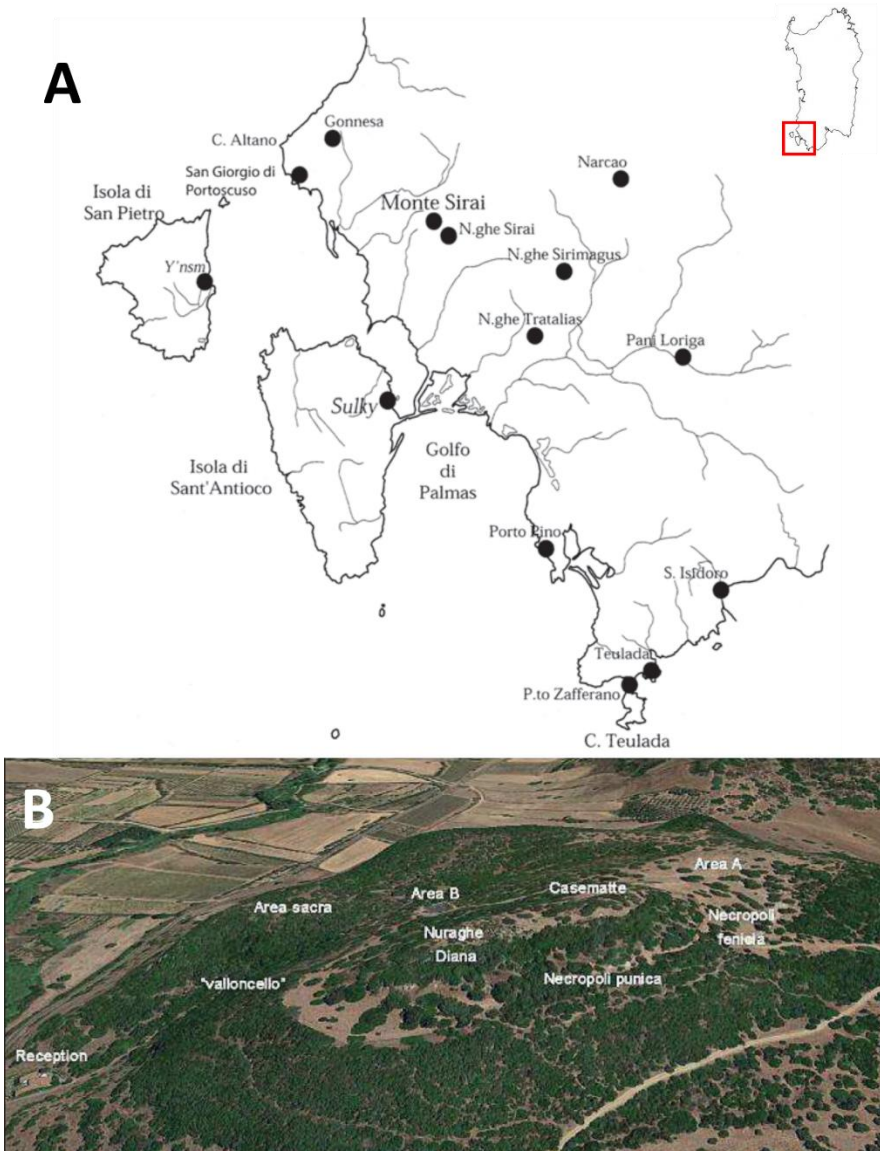 A
Gonnesa
C. Altano
San Giorgio di
Portoscuso
Narcao
Isola di
San Pietro
Monte Sirai
N.ghe Sirai
Y'nsm
N.ghe Sirimagus
N.ghe Tratalias
Pani Loriga
Sulky
Golfo
di
Palmas
Isola di
Sant'Antioco
Porto Pino
S. Isidoro
Teulada
P.to Zafferano
C. Teulada
B
Area A
Area B
Casematte
Area sacra
Necropoli
fenicia
Nuraghe
Diana
"valloncello"
Necropoli punica
Reception